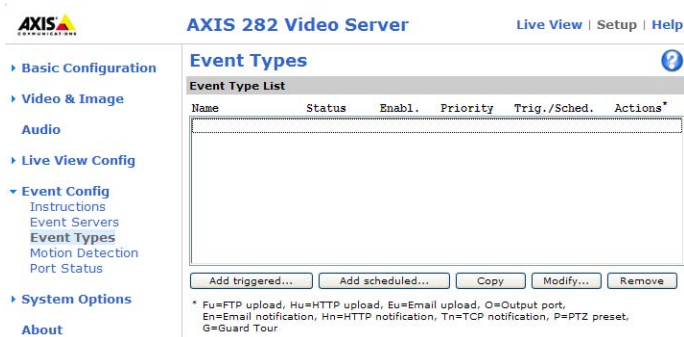 AXIS
COMMUNICATIONS
AXIS 282 Video Server
Live View | Setup | Help
Basic Configuration
Video & Image
Audio
Live View Config
Event Config
Instructions
Event Servers
Event Types
Motion Detection
Port Status
System Options
About
Event Types
?
Event Type List
Name Status Enabl. Priority Trig./Sched. Actions*
Add triggered... Add scheduled... Copy Modify... Remove
* Fu=FTP upload, Hu=HTTP upload, Eu=Email upload, O=Output port,
En=Email notification, Hn=HTTP notification, Tn=TCP notification, P=PTZ preset,
G=Guard Tour